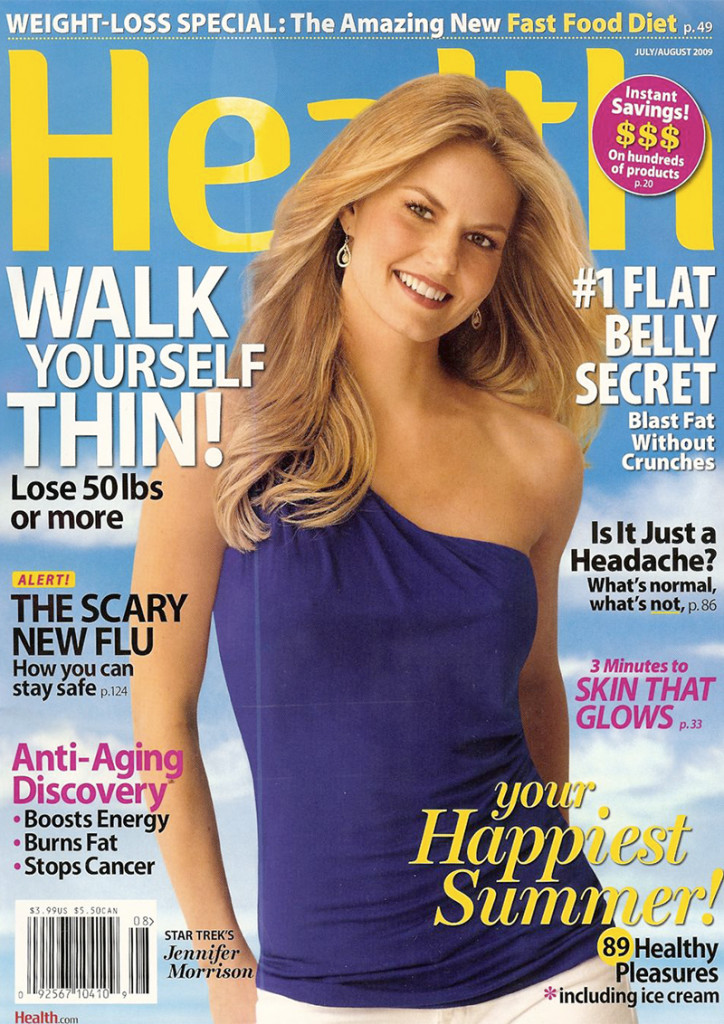 WEIGHT-LOSS SPECIAL: The Amazing New Fast Food Diet p.49
JULY/AUGUST 2009
Health
Instant
Savings!
$$$
On hundreds
of products
p.20
WALK
YOURSELF
THIN!
Lose 50 lbs
or more
#1 FLAT
BELLY
SECRET
Blast Fat
Without
Crunches
Is It Just a
Headache?
What's normal,
what's not, p.86
ALERT!
THE SCARY
NEW FLU
How you can
stay safe p.124
3 Minutes to
SKIN THAT
GLOWS p.33
Anti-Aging
Discovery
• Boosts Energy
• Burns Fat
• Stops Cancer
your
Happiest
Summer!
89 Healthy
Pleasures
*including ice cream
$3.99US $5.50CAN
08>
0 92567 10410 9
STAR TREK'S
Jennifer
Morrison
Health.com